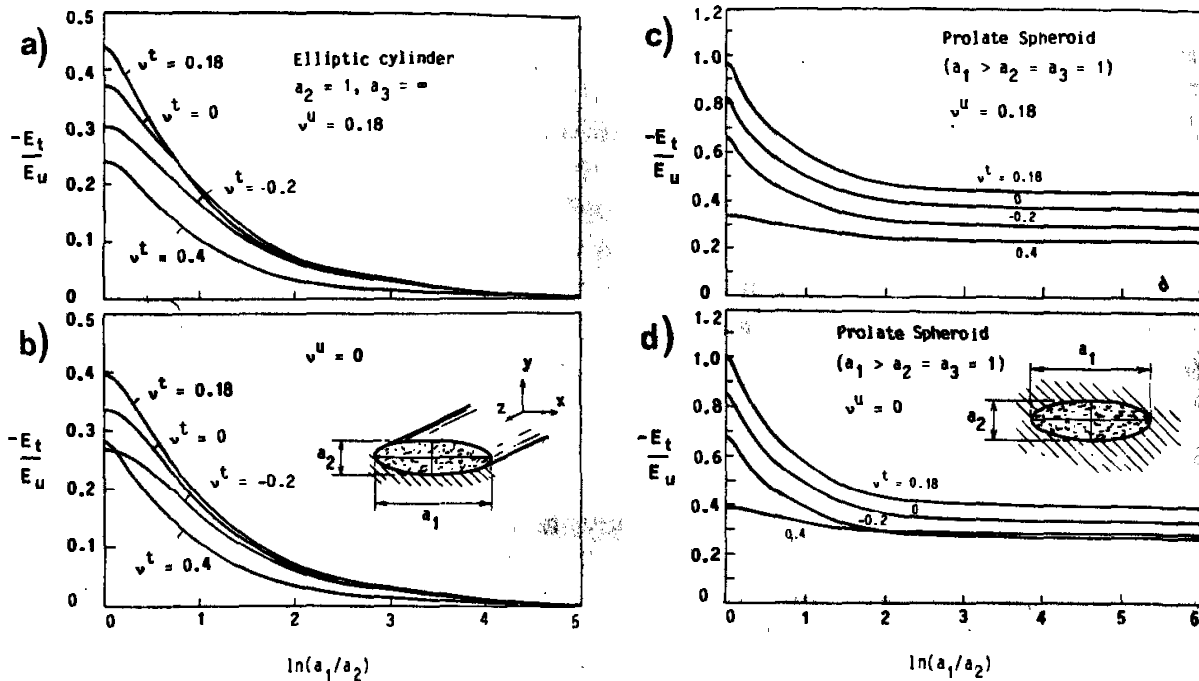 a)
0.5
0.4
0.3
0.2
0.1
0
-E_t
E_u
ν^t = 0.18
ν^t = 0
ν^t = -0.2
ν^t = 0.4
Elliptic cylinder
a_2 = 1, a_3 = ∞
ν^u = 0.18
b)
0.5
0.4
0.3
0.2
0.1
0
-E_t
E_u
ν^u = 0
ν^t = 0.18
ν^t = 0
ν^t = -0.2
ν^t = 0.4
y
z
x
a_2
a_1
0 1 2 3 4 5
ln(a_1/a_2)
c)
1.2
1.0
0.8
0.6
0.4
0.2
0
-E_t
E_u
Prolate Spheroid
(a_1 > a_2 = a_3 = 1)
ν^u = 0.18
ν^t = 0.18
0
-0.2
0.4
d)
1.2
1.0
0.8
0.6
0.4
0.2
0
-E_t
E_u
Prolate Spheroid
(a_1 > a_2 = a_3 = 1)
ν^u = 0
a_1
a_2
ν^t = 0.18
0
-0.2
0.4
0 1 2 3 4 5 6
ln(a_1/a_2)